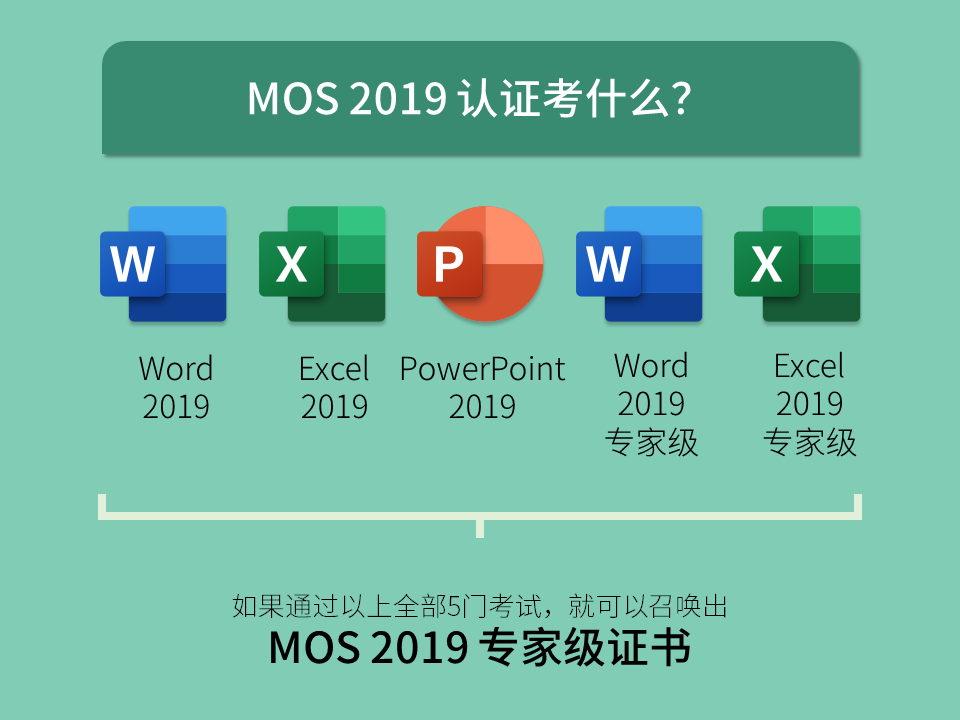 MOS 2019 认证考什么？
W X P W X
Word
2019
Excel
2019
PowerPoint
2019
Word
2019
专家级
Excel
2019
专家级
如果通过以上全部5门考试，就可以召唤出
MOS 2019 专家级证书